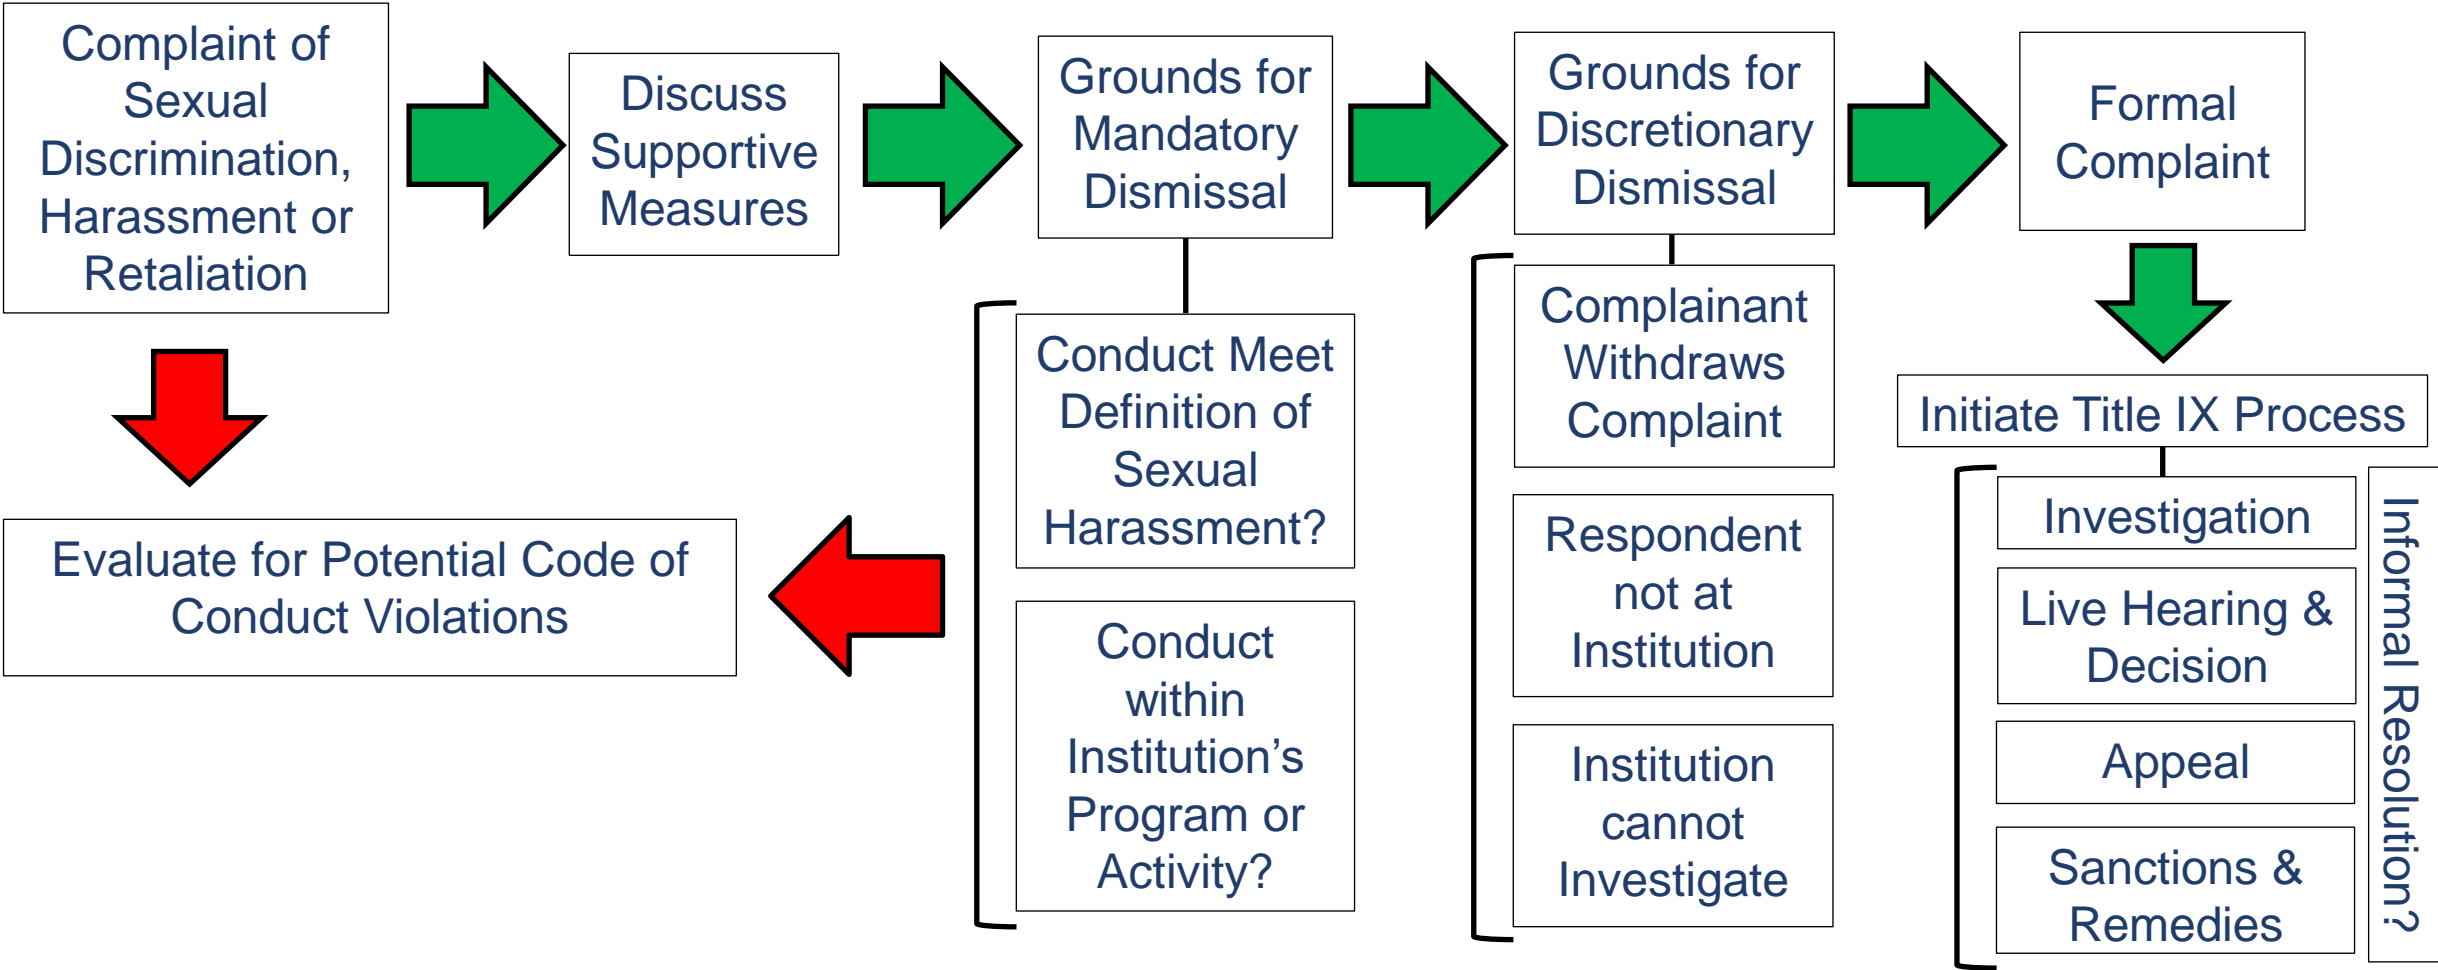 Complaint of
Sexual
Discrimination,
Harassment or
Retaliation
Discuss
Supportive
Measures
Grounds for
Mandatory
Dismissal
Grounds for
Discretionary
Dismissal
Formal
Complaint
Evaluate for Potential Code of
Conduct Violations
Conduct Meet
Definition of
Sexual
Harassment?
Conduct
within
Institution’s
Program or
Activity?
Complainant
Withdraws
Complaint
Respondent
not at
Institution
Institution
cannot
Investigate
Initiate Title IX Process
Investigation
Live Hearing &
Decision
Appeal
Sanctions &
Remedies
Informal Resolution?